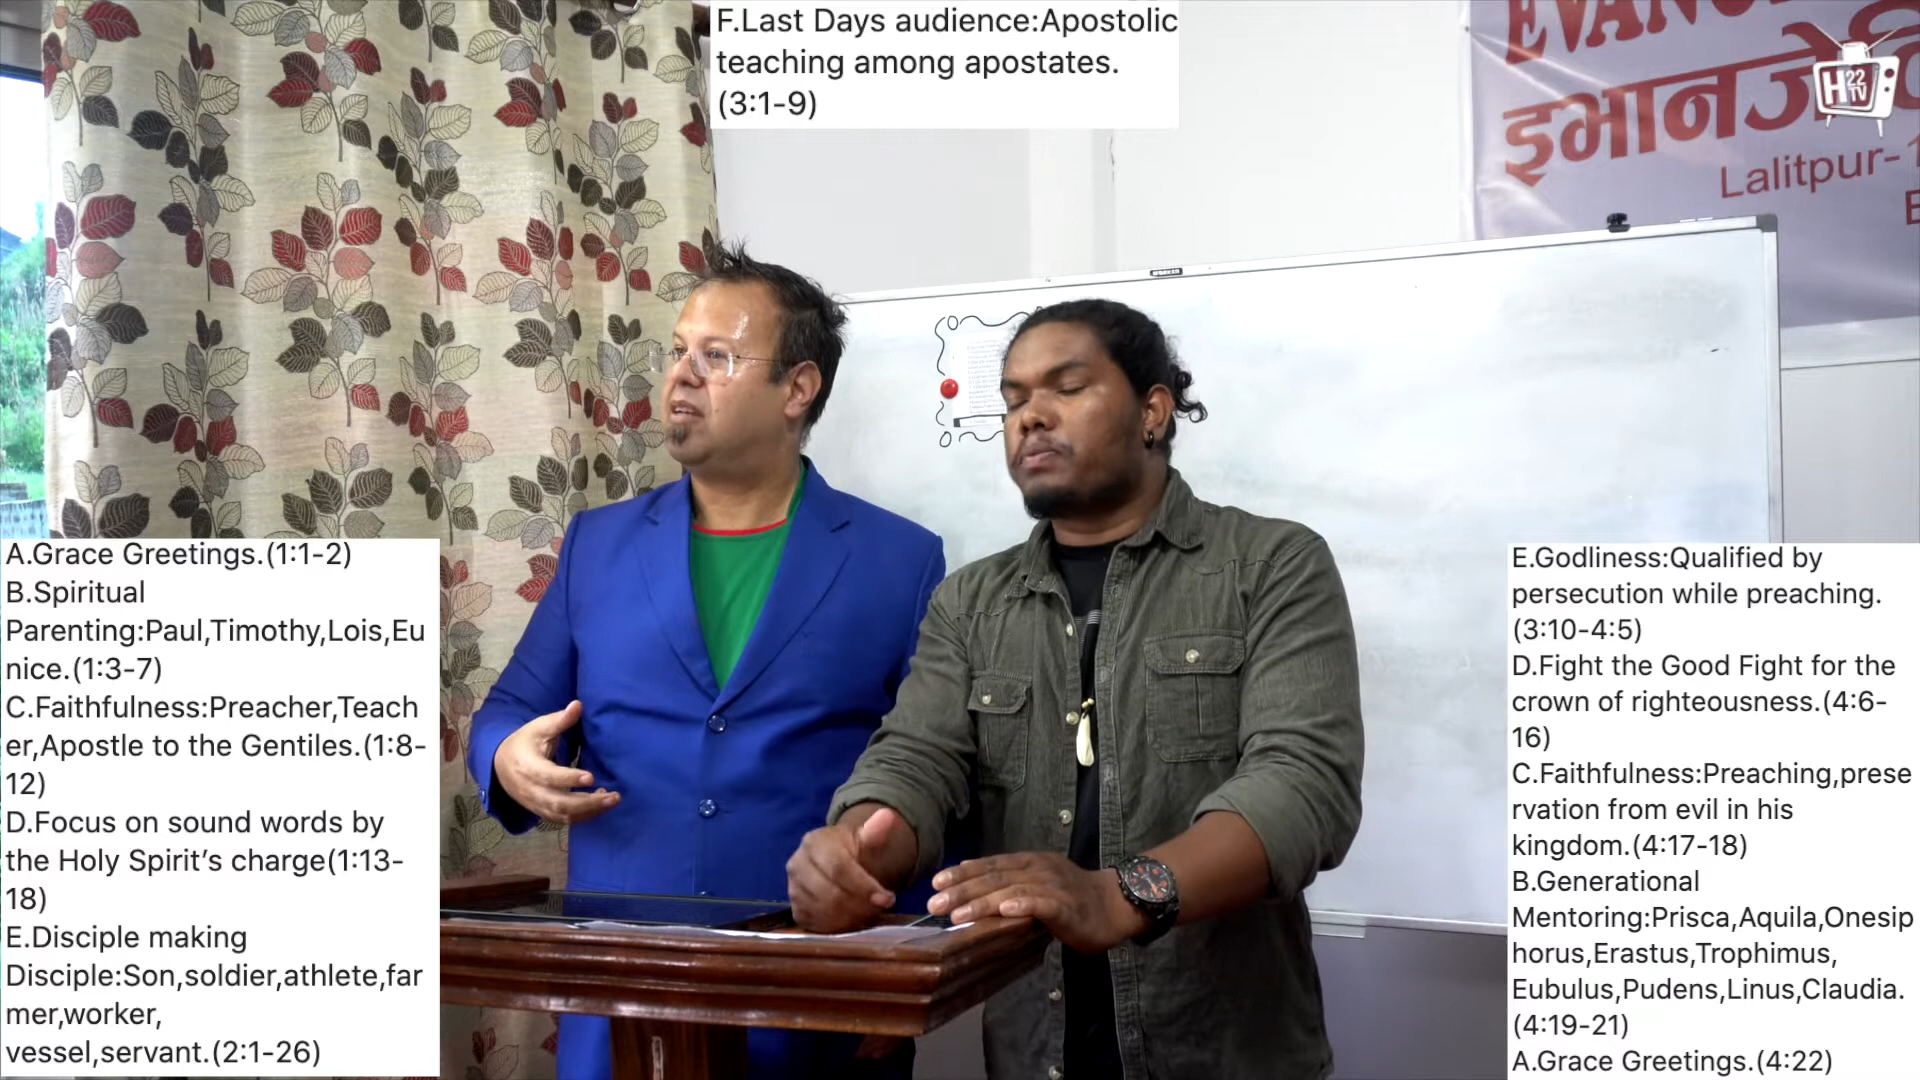 F.Last Days audience:Apostolic
teaching among apostates.
(3:1-9)
इभानजे
Lalitpur-1
H22
TV
A.Grace Greetings.(1:1-2)
B.Spiritual
Parenting:Paul,Timothy,Lois,Eu
nice.(1:3-7)
C.Faithfulness:Preacher,Teach
er,Apostle to the Gentiles.(1:8-
12)
D.Focus on sound words by
the Holy Spirit’s charge(1:13-
18)
E.Disciple making
Disciple:Son,soldier,athlete,far
mer,worker,
vessel,servant.(2:1-26)
E.Godliness:Qualified by
persecution while preaching.
(3:10-4:5)
D.Fight the Good Fight for the
crown of righteousness.(4:6-
16)
C.Faithfulness:Preaching,prese
rvation from evil in his
kingdom.(4:17-18)
B.Generational
Mentoring:Prisca,Aquila,Onesip
horus,Erastus,Trophimus,
Eubulus,Pudens,Linus,Claudia.
(4:19-21)
A.Grace Greetings.(4:22)